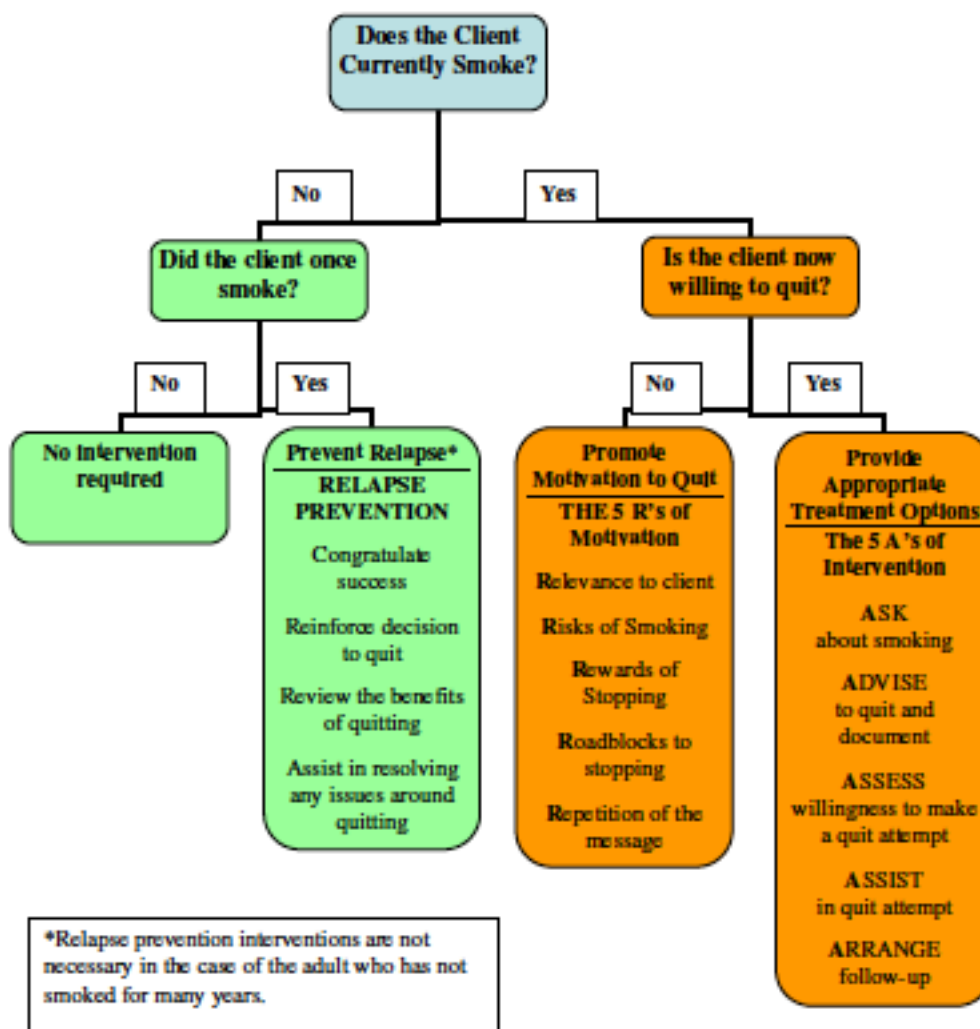 Does the Client
Currently Smoke?
No
Yes
Did the client once
smoke?
Is the client now
willing to quit?
No
Yes
No
Yes
No intervention
required
Prevent Relapse*
RELAPSE
PREVENTION
Congratulate
success
Reinforce decision
to quit
Review the benefits
of quitting
Assist in resolving
any issues around
quitting
Promote
Motivation to Quit
THE 5 R's of
Motivation
Relevance to client
Risks of Smoking
Rewards of
Stopping
Roadblocks to
stopping
Repetition of the
message
Provide
Appropriate
Treatment Options
The 5 A's of
Intervention
ASK
about smoking
ADVISE
to quit and
document
ASSESS
willingness to make
a quit attempt
ASSIST
in quit attempt
ARRANGE
follow-up
*Relapse prevention interventions are not
necessary in the case of the adult who has not
smoked for many years.